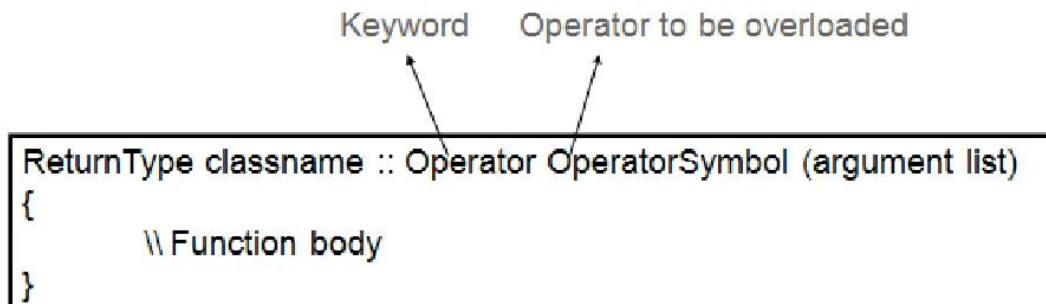 Keyword Operator to be overloaded
ReturnType classname :: Operator OperatorSymbol (argument list)
{
\\ Function body
}